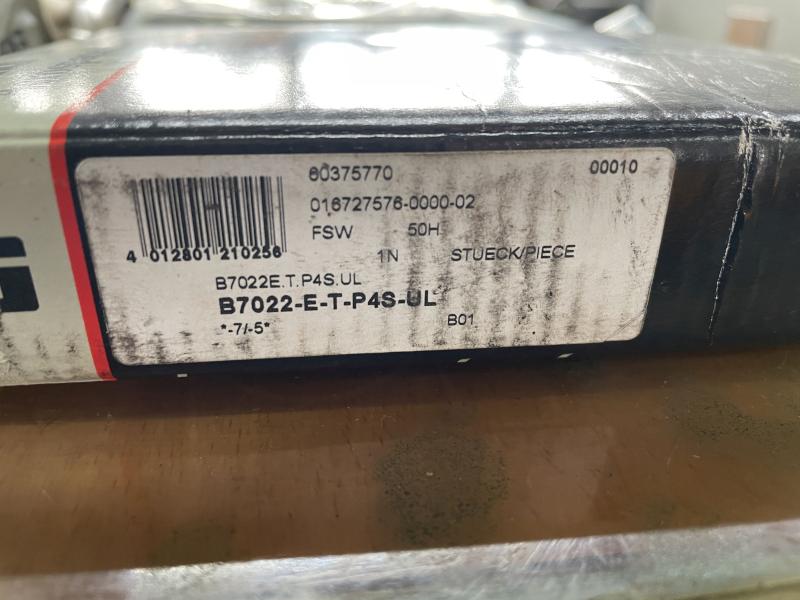 60375770 00010
016727576-0000-02
FSW 50H
1N STUECK/PIECE
4 012801 210256
B7022E.T.P4S.UL
B7022-E-T-P4S-UL
*-7/-5* B01
G